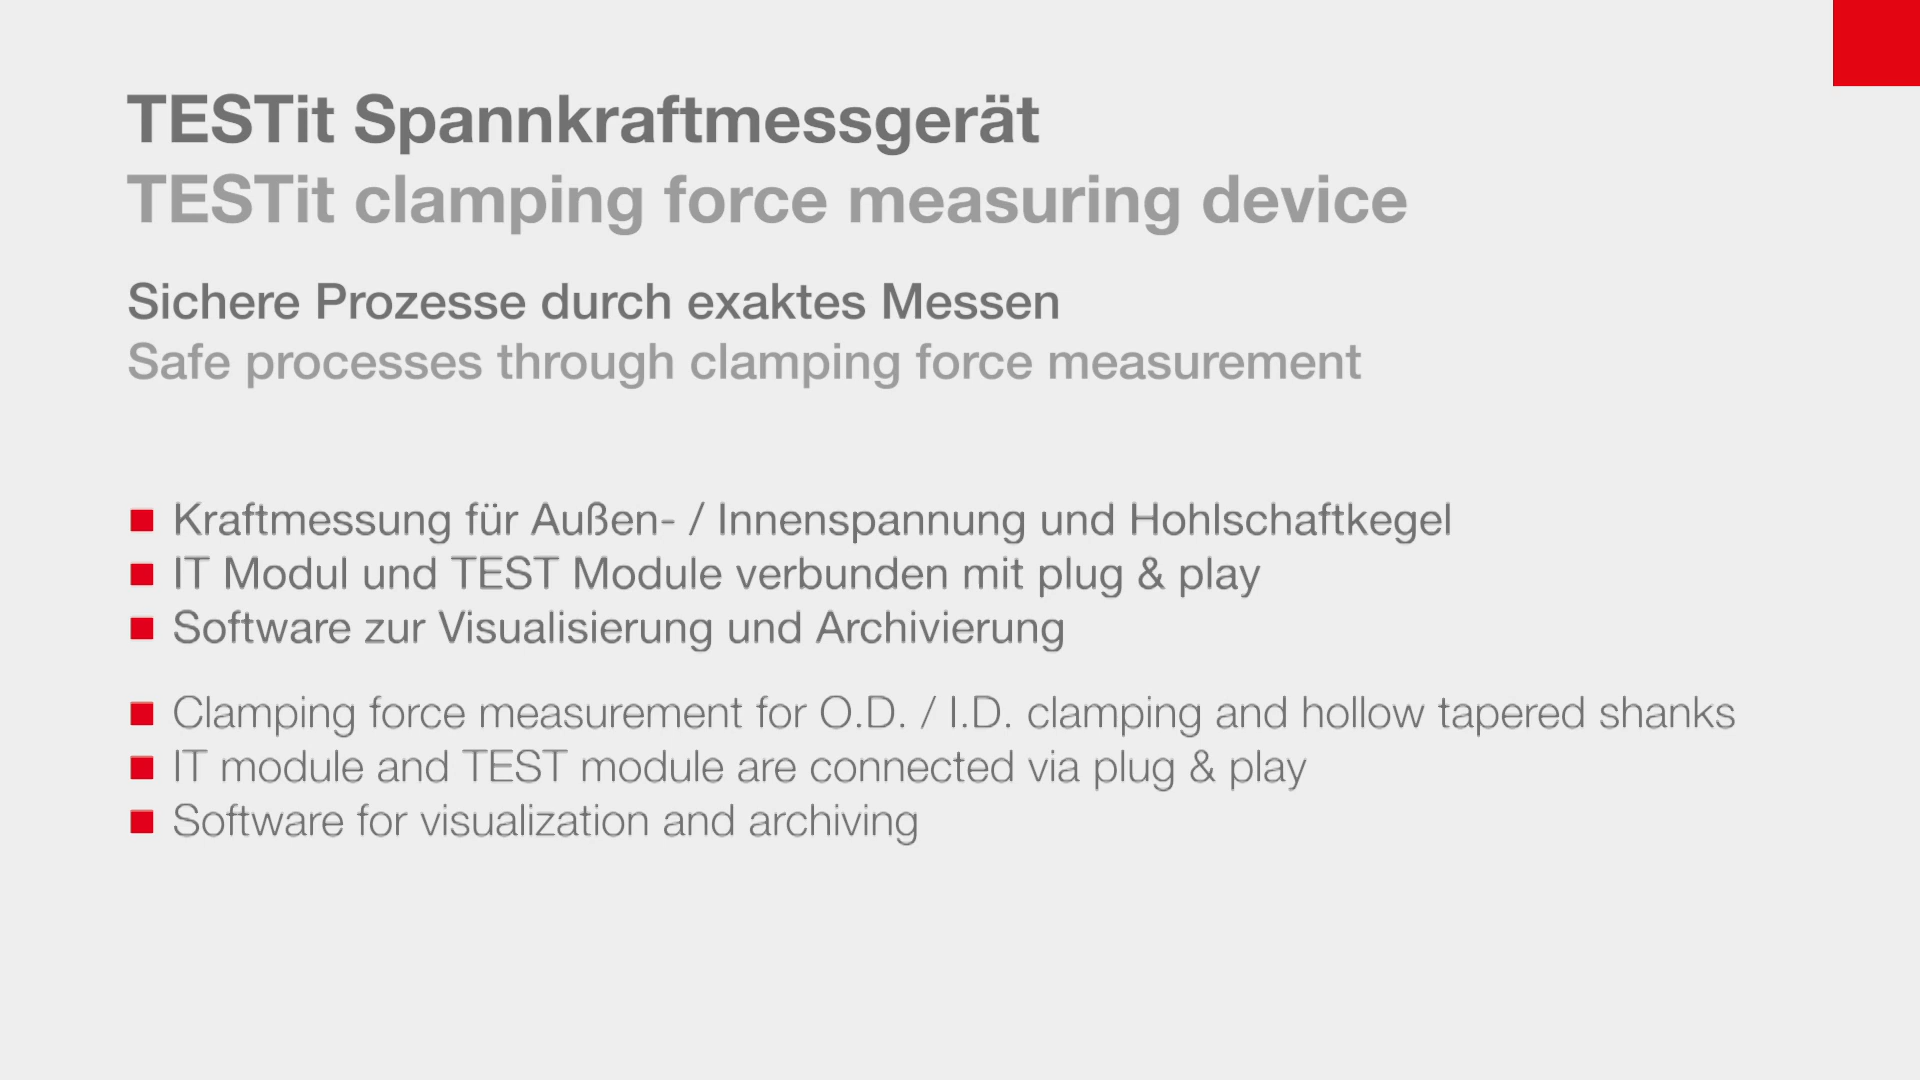 TESTit Spannkraftmessgerät
TESTit clamping force measuring device
Sichere Prozesse durch exaktes Messen
Safe processes through clamping force measurement
Kraftmessung für Außen- / Innenspannung und Hohlschaftkegel
IT Modul und TEST Module verbunden mit plug & play
Software zur Visualisierung und Archivierung
Clamping force measurement for O.D. / I.D. clamping and hollow tapered shanks
IT module and TEST module are connected via plug & play
Software for visualization and archiving